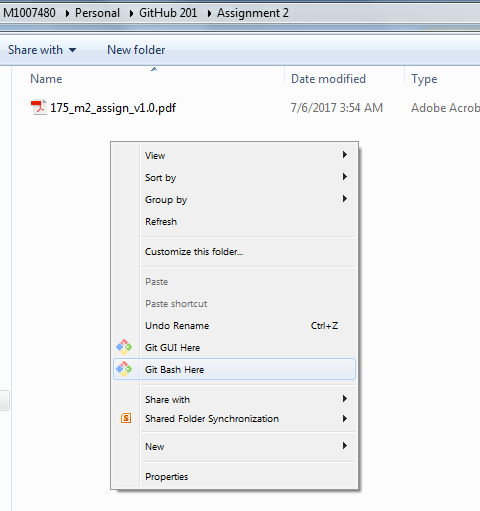 M1007480 Personal GitHub 201 Assignment 2
Share with New folder
Name Date modified Type
175_m2_assign_v1.0.pdf 7/6/2017 3:54 AM Adobe Acrob
View
Sort by
Group by
Refresh
Customize this folder...
Paste
Paste shortcut
Undo Rename Ctrl+Z
Git GUI Here
Git Bash Here
Share with
S Shared Folder Synchronization
New
Properties